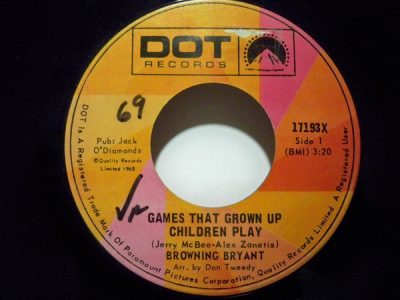 DOT
RECORDS
69
Pub: Jack
O'Diamonds
© Quality Records
Limited 1968
17193X
Side 1
(BMI) 3:20
GAMES THAT GROWN UP
CHILDREN PLAY
(Jerry McBee-Alex Zanetis)
BROWNING BRYANT
Arr. by Don Tweedy
DOT Is A Registered Trade Mark Of Paramount Pictures Corporation, Quality Records Limited Registered User